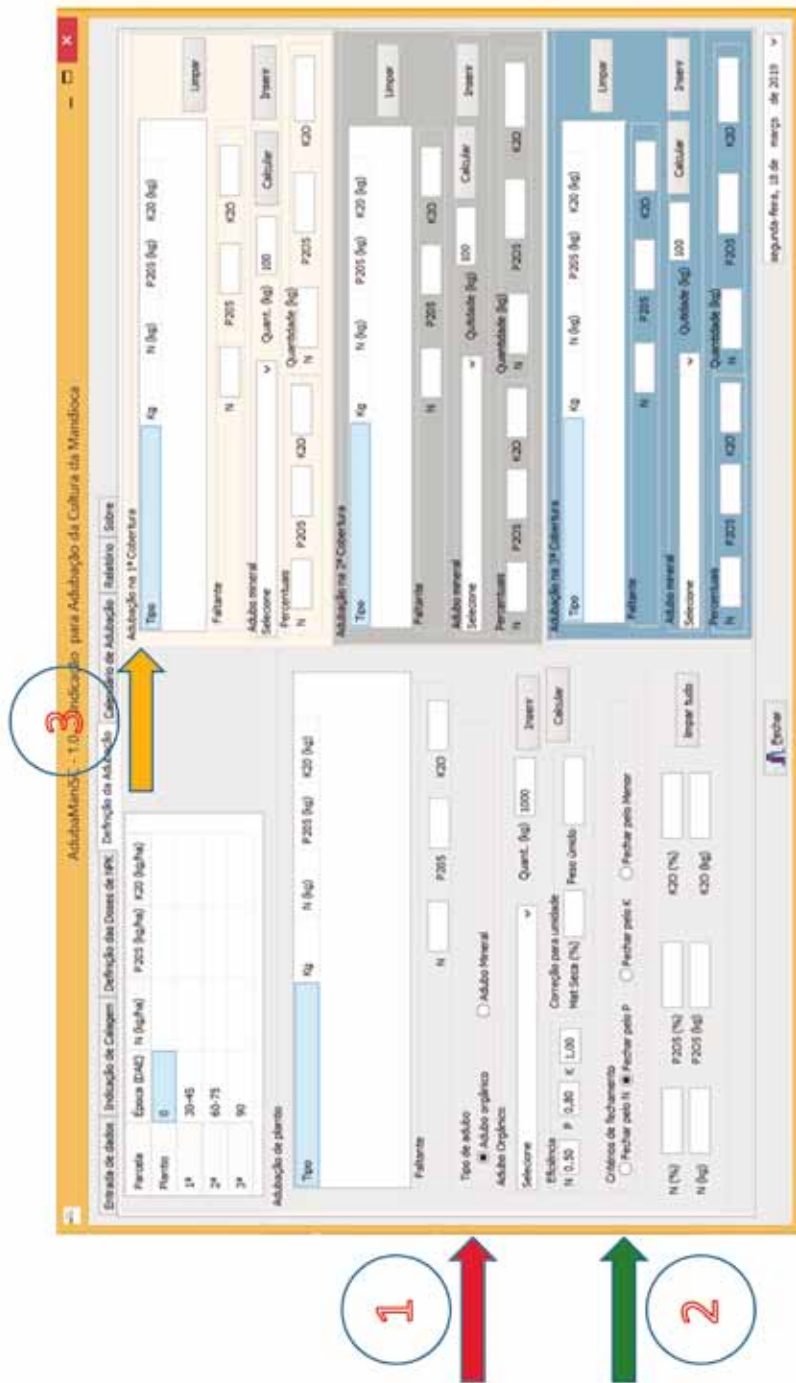 3
AdubaManiSC - 1.0 Indicação para Adubação da Cultura da Mandioca
Entrada de dados Indicação de Calagem Definição das Doses de NPK Definição da Adubação Calendário de Adubação Relatório Sobre
Parcela Época (DAE) N (kg/ha) P2O5 (kg/ha) K2O (kg/ha)
Plantio 0
1ª 30-45
2ª 60-75
3ª 90
Adubação de plantio
Tipo Kg N (kg) P2O5 (kg) K2O (kg)
Faltante N P2O5 K2O
1
Tipo de adubo
Adubo orgânico Adubo Mineral
Adubo Orgânico
Selecione Quant. (kg) 1000 Inserir
Eficiência Correção para umidade
N 0,50 P 0,80 K 1,00 Mat Seca (%) Peso úmido Calcular
2
Critérios de fechamento
Fechar pelo N Fechar pelo P Fechar pelo K Fechar pelo Menor
N (%) P2O5 (%) K2O (%)
N (kg) P2O5 (kg) K2O (kg)
limpar tudo
Adubação na 1ª Cobertura
Tipo Kg N (kg) P2O5 (kg) K2O (kg)
Limpar
Faltante N P2O5 K2O
Adubo mineral
Selecione Quant. (kg) 100 Calcular Inserir
Percentuais Quantidade (kg)
N P2O5 K2O N P2O5 K2O
Adubação na 2ª Cobertura
Tipo Kg N (kg) P2O5 (kg) K2O (kg)
Limpar
Faltante N P2O5 K2O
Adubo mineral
Selecione Qutidade (kg) 100 Calcular Inserir
Percentuais Quantidade (kg)
N P2O5 K2O N P2O5 K2O
Adubação na 3ª Cobertura
Tipo Kg N (kg) P2O5 (kg) K2O (kg)
Limpar
Faltante N P2O5 K2O
Adubo mineral
Selecione Qutidade (kg) 100 Calcular Inserir
Percentuais Quantidade (kg)
N P2O5 K2O N P2O5 K2O
Fechar
segunda-feira, 18 de março de 2019